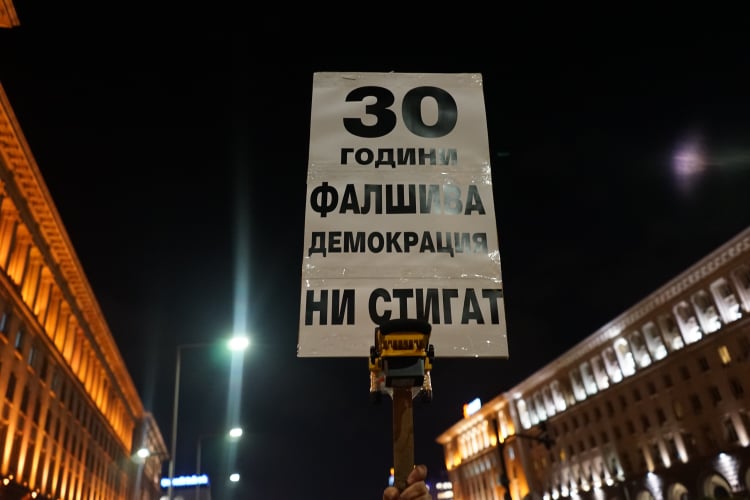 30
ГОДИНИ
ФАЛШИВА
ДЕМОКРАЦИЯ
НИ СТИГАТ